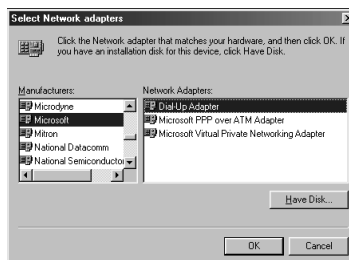 Select Network adapters
Click the Network adapter that matches your hardware, and then click OK. If
you have an installation disk for this device, click Have Disk.
Manufacturers:
Microdyne
Microsoft
Mitron
National Datacomm
National Semiconductor
Network Adapters:
Dial-Up Adapter
Microsoft PPP over ATM Adapter
Microsoft Virtual Private Networking Adapter
Have Disk...
OK
Cancel